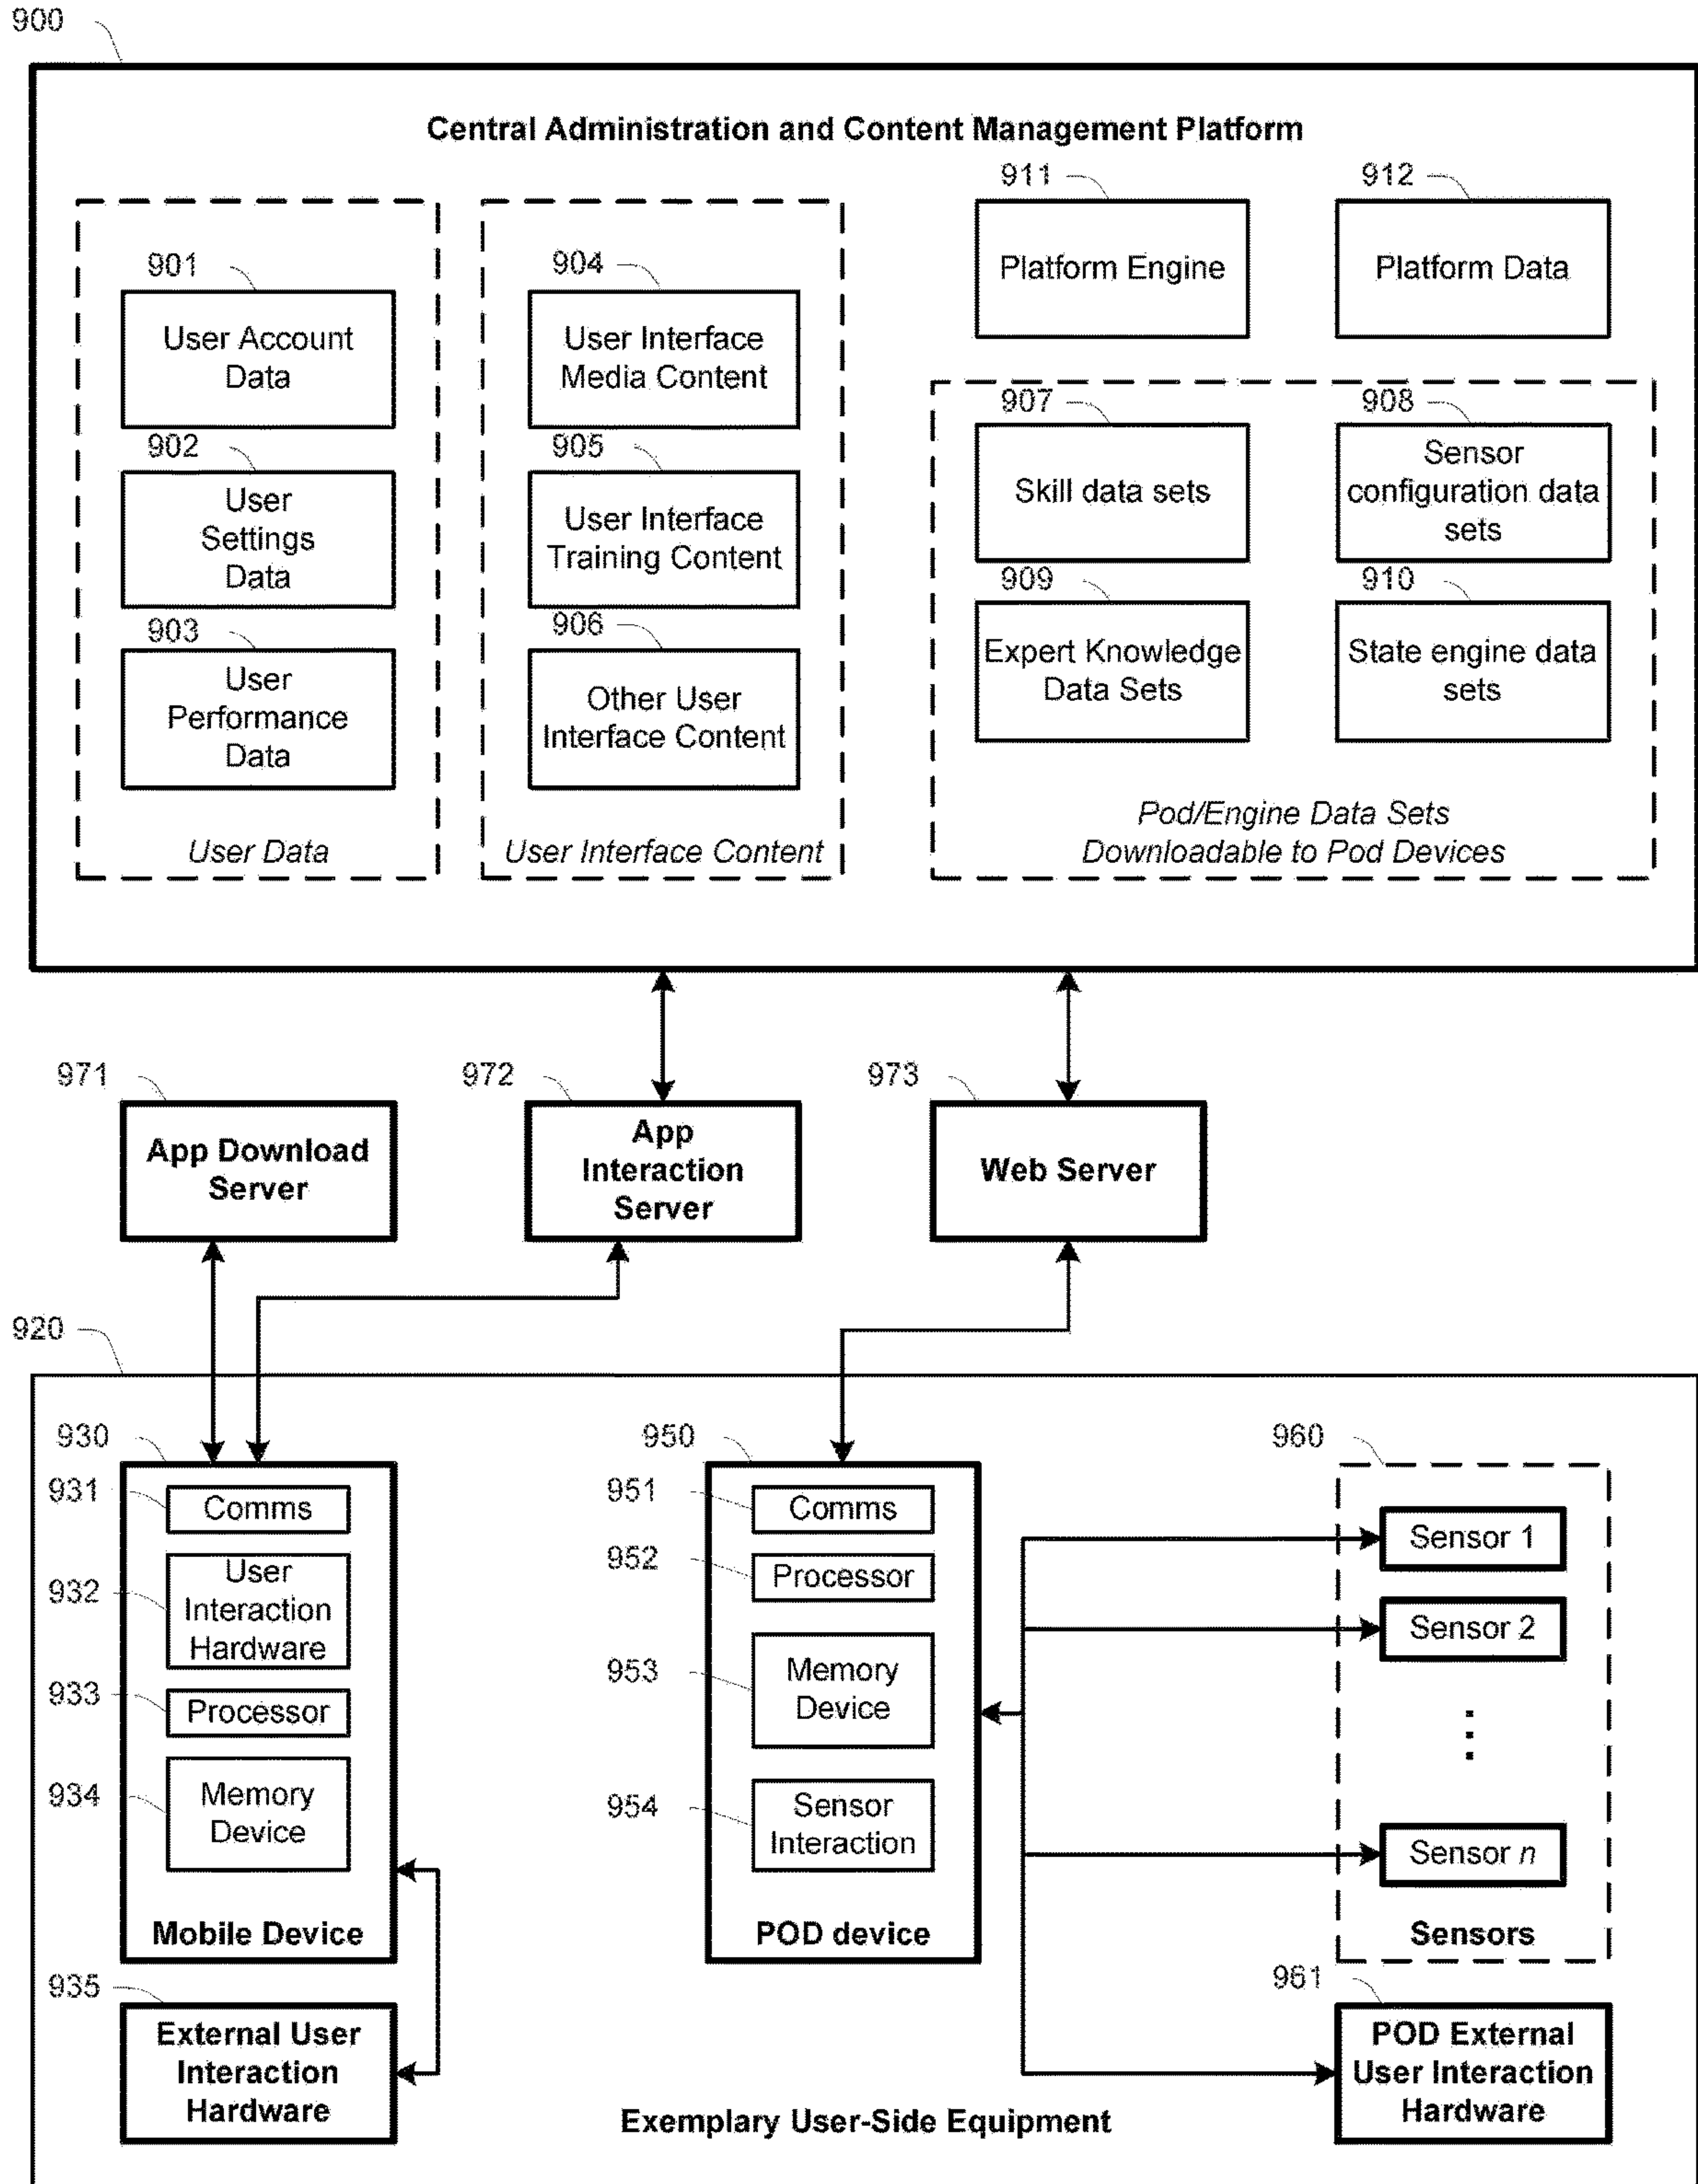 900
Central Administration and Content Management Platform
911
912
Platform Engine
Platform Data
901
User Account
Data
902
User
Settings
Data
903
User
Performance
Data
User Data
904
User Interface
Media Content
905
User Interface
Training Content
906
Other User
Interface Content
User Interface Content
907
Skill data sets
908
Sensor
configuration data
sets
909
Expert Knowledge
Data Sets
910
State engine data
sets
Pod/Engine Data Sets
Downloadable to Pod Devices
971
App Download
Server
972
App
Interaction
Server
973
Web Server
920
930
931
Comms
932
User
Interaction
Hardware
933
Processor
934
Memory
Device
Mobile Device
935
External User
Interaction
Hardware
950
951
Comms
952
Processor
953
Memory
Device
954
Sensor
Interaction
POD device
960
Sensor 1
Sensor 2
Sensor n
Sensors
961
POD External
User Interaction
Hardware
Exemplary User-Side Equipment